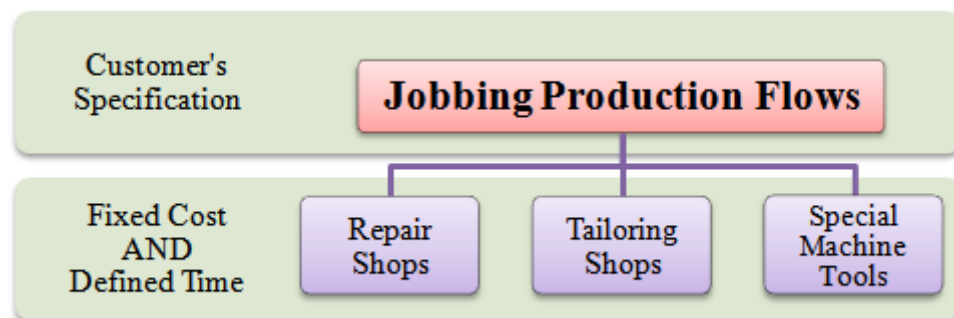 Customer's
Specification
Jobbing Production Flows
Fixed Cost
AND
Defined Time
Repair
Shops
Tailoring
Shops
Special
Machine
Tools